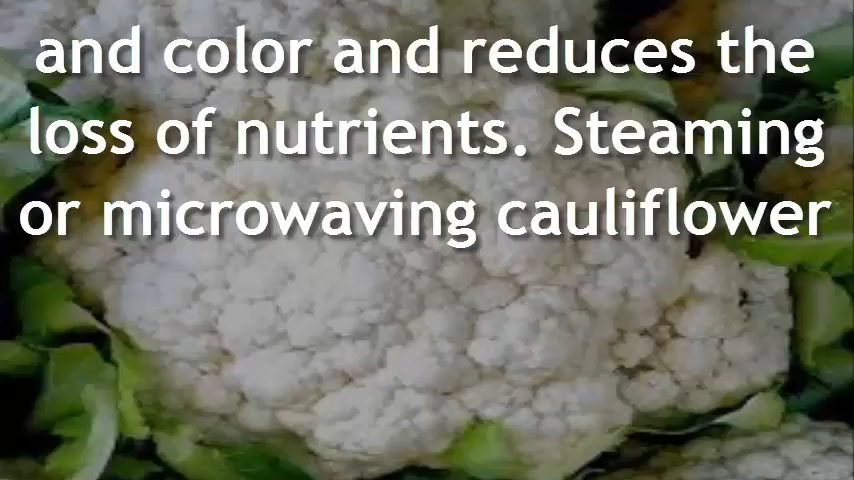 and color and reduces the
loss of nutrients. Steaming
or microwaving cauliflower